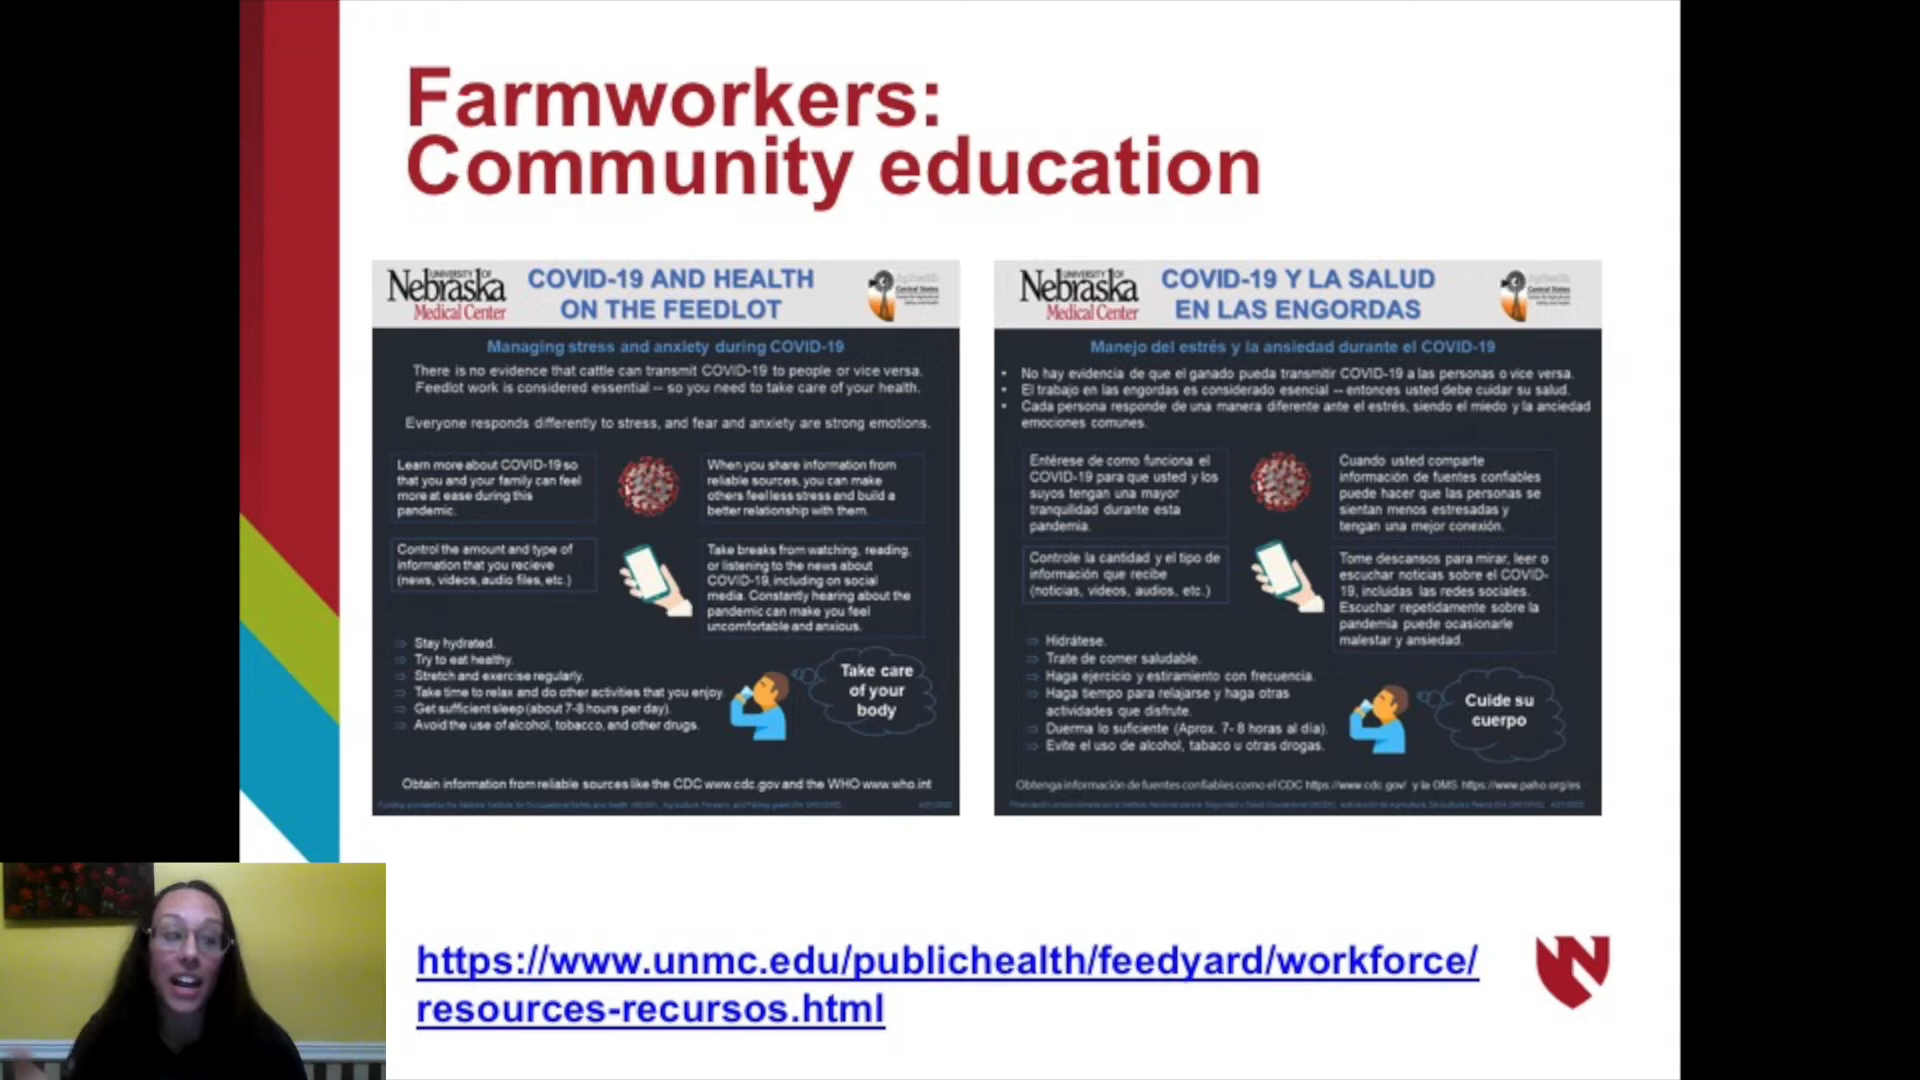 Farmworkers:
Community education
UNIVERSITY OF
Nebraska
Medical Center
COVID-19 AND HEALTH
ON THE FEEDLOT
Central States
Managing stress and anxiety during COVID-19
There is no evidence that cattle can transmit COVID-19 to people or vice versa.
Feedlot work is considered essential -- so you need to take care of your health.
Everyone responds differently to stress, and fear and anxiety are strong emotions.
Learn more about COVID-19 so
that you and your family can feel
more at ease during this
pandemic.
When you share information from
reliable sources, you can make
others feel less stress and build a
better relationship with them.
Control the amount and type of
information that you recieve
(news, videos, audio files, etc.)
Take breaks from watching, reading,
or listening to the news about
COVID-19, including on social
media. Constantly hearing about the
pandemic can make you feel
uncomfortable and anxious.
Stay hydrated.
Try to eat healthy.
Stretch and exercise regularly.
Take time to relax and do other activities that you enjoy.
Get sufficient sleep (about 7-8 hours per day).
Avoid the use of alcohol, tobacco, and other drugs.
Take care
of your
body
Obtain information from reliable sources like the CDC www.cdc.gov and the WHO www.who.int
UNIVERSITY OF
Nebraska
Medical Center
COVID-19 Y LA SALUD
EN LAS ENGORDAS
Central States
Manejo del estrés y la ansiedad durante el COVID-19
• No hay evidencia de que el ganado pueda transmitir COVID-19 a las personas o vice versa.
• El trabajo en las engordas es considerado esencial -- entonces usted debe cuidar su salud.
• Cada persona responde de una manera diferente ante el estrés, siendo el miedo y la anciedad
emociones comunes.
Entérese de como funciona el
COVID-19 para que usted y los
suyos tengan una mayor
tranquilidad durante esta
pandemia.
Cuando usted comparte
información de fuentes confiables
puede hacer que las personas se
sientan menos estresadas y
tengan una mejor conexión.
Controle la cantidad y el tipo de
información que recibe
(noticias, videos, audios, etc.)
Tome descansos para mirar, leer o
escuchar noticias sobre el COVID-
19, incluidas las redes sociales.
Escuchar repetidamente sobre la
pandemia puede ocasionarle
malestar y ansiedad.
Hidrátese.
Trate de comer saludable.
Haga ejercicio y estiramiento con frecuencia.
Haga tiempo para relajarse y haga otras
actividades que disfrute.
Duerma lo suficiente (Aprox. 7- 8 horas al día).
Evite el uso de alcohol, tabaco u otras drogas.
Cuide su
cuerpo
Obtenga información de fuentes confiables como el CDC https://www.cdc.gov/ y la OMS https://www.paho.org/es
https://www.unmc.edu/publichealth/feedyard/workforce/
resources-recursos.html
N